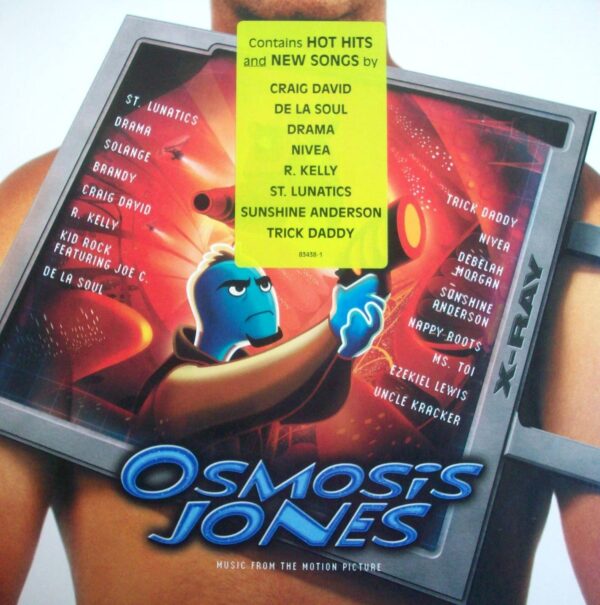 Contains HOT HITS
and NEW SONGS by
CRAIG DAVID
DE LA SOUL
DRAMA
NIVEA
R. KELLY
ST. LUNATICS
SUNSHINE ANDERSON
TRICK DADDY
83438-1
ST. LUNATICS
DRAMA
SOLANGE
BRANDY
CRAIG DAVID
R. KELLY
KID ROCK
FEATURING JOE C.
DE LA SOUL
TRICK DADDY
NIVEA
DEBELAH
MORGAN
SUNSHINE
ANDERSON
NAPPY ROOTS
MS. TOI
EZEKIEL LEWIS
UNCLE KRACKER
X-RAY
OSMOSIS
JONES
MUSIC FROM THE MOTION PICTURE